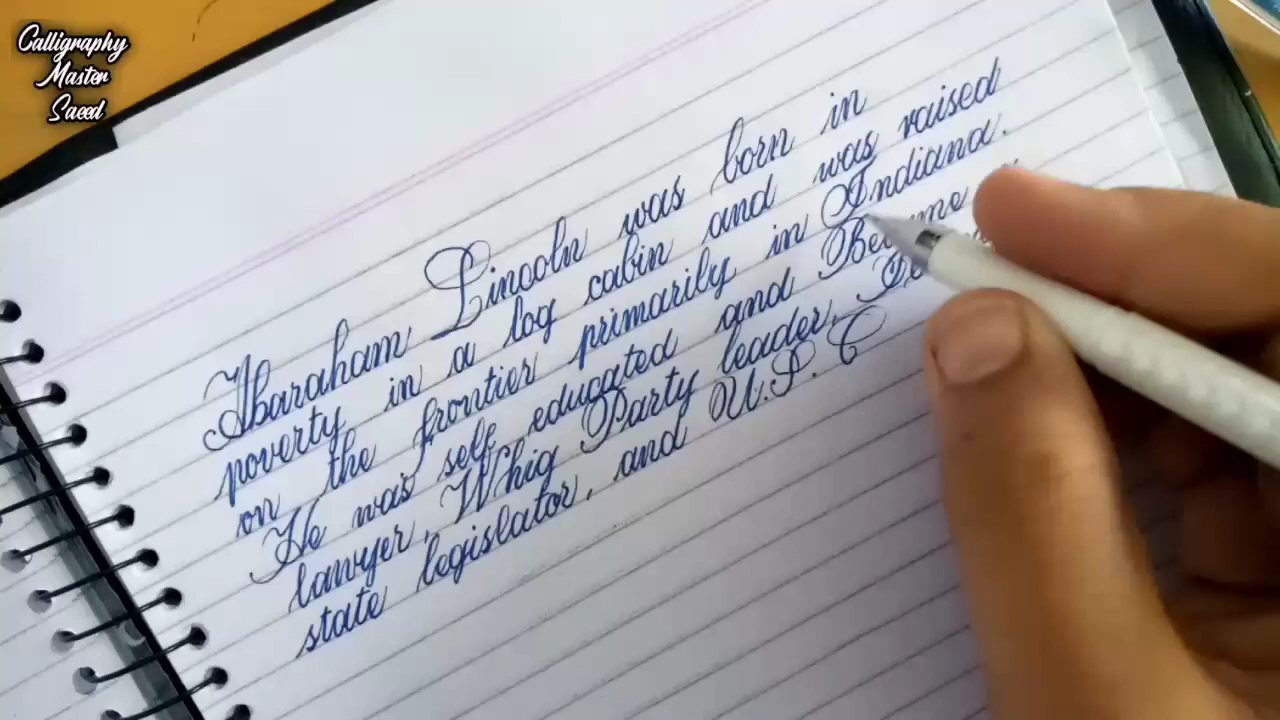 Calligraphy
Master
Saeed
Abaraham Lincoln was born in
poverty in a log cabin and was raised
on the frontier primarily in Indiana.
He was self educated and
lawyer, Whig Party leader,
state legislator, and U.S. C